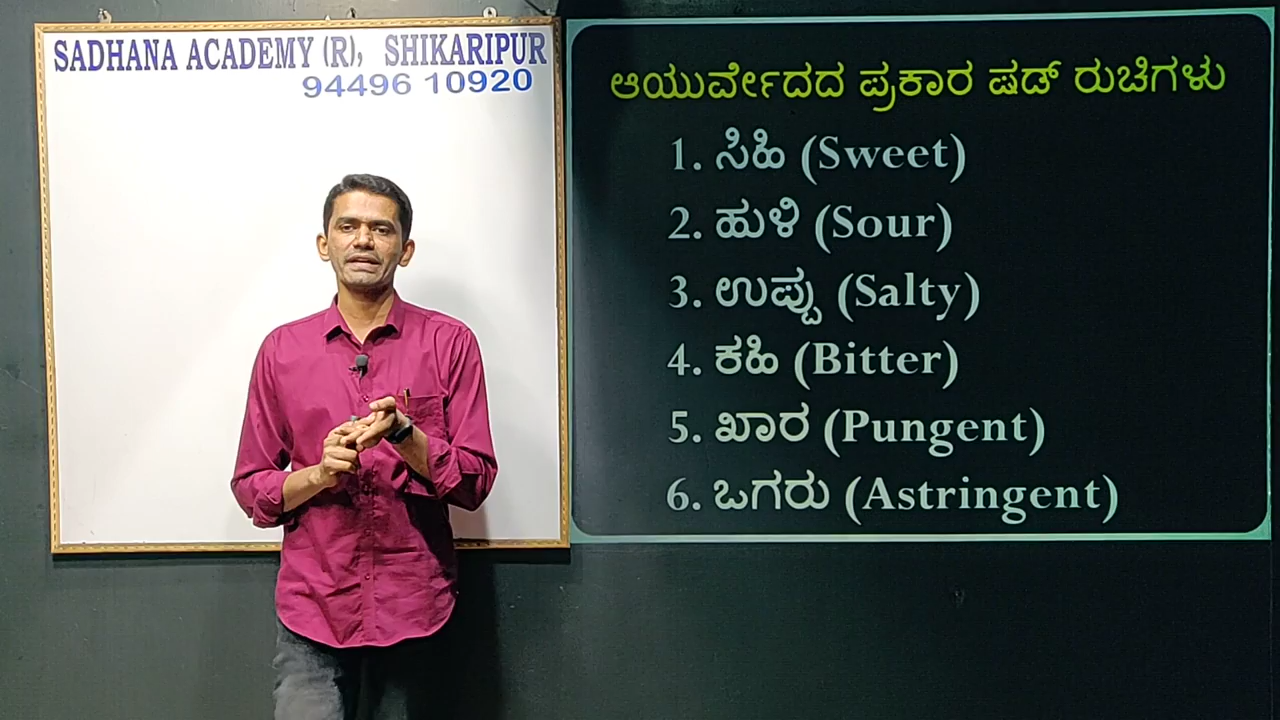 SADHANA ACADEMY (R), SHIKARIPUR
94496 10920
ಆಯುರ್ವೇದದ ಪ್ರಕಾರ ಷಡ್ ರುಚಿಗಳು
1. ಸಿಹಿ (Sweet)
2. ಹುಳಿ (Sour)
3. ಉಪ್ಪು (Salty)
4. ಕಹಿ (Bitter)
5. ಖಾರ (Pungent)
6. ಒಗರು (Astringent)